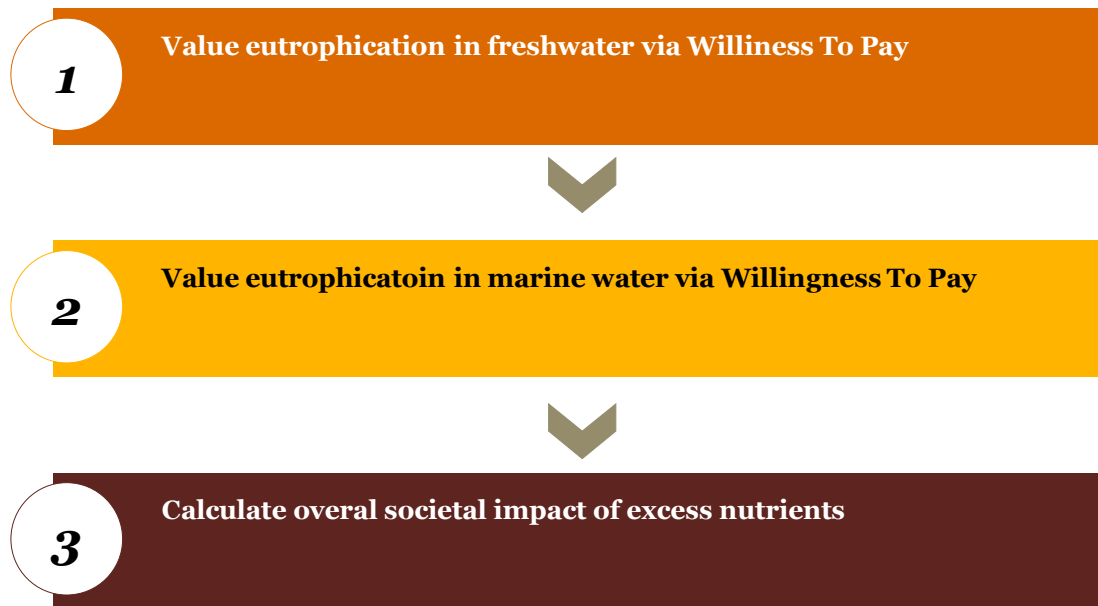 1
Value eutrophication in freshwater via Williness To Pay
2
Value eutrophicatoin in marine water via Willingness To Pay
3
Calculate overal societal impact of excess nutrients